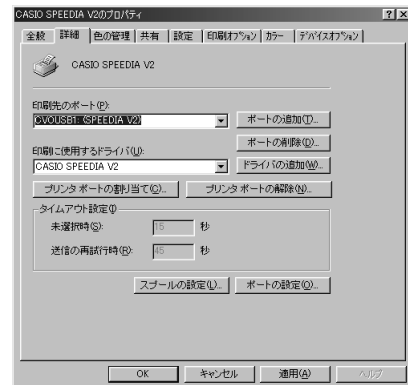 CASIO SPEEDIA V2のプロパティ
全般 詳細 色の管理 共有 設定 印刷オプション カラー デバイスオプション
CASIO SPEEDIA V2
印刷先のポート(P):
CVOUSB1: (SPEEDIA V2) ポートの追加(T)...
ポートの削除(D)...
印刷に使用するドライバ(U):
CASIO SPEEDIA V2 ドライバの追加(W)...
プリンタ ポートの割り当て(C)... プリンタ ポートの解除(N)...
タイムアウト設定(I)
未選択時(S): 15 秒
送信の再試行時(R): 45 秒
スプールの設定(L)... ポートの設定(O)...
OK キャンセル 適用(A) ヘルプ